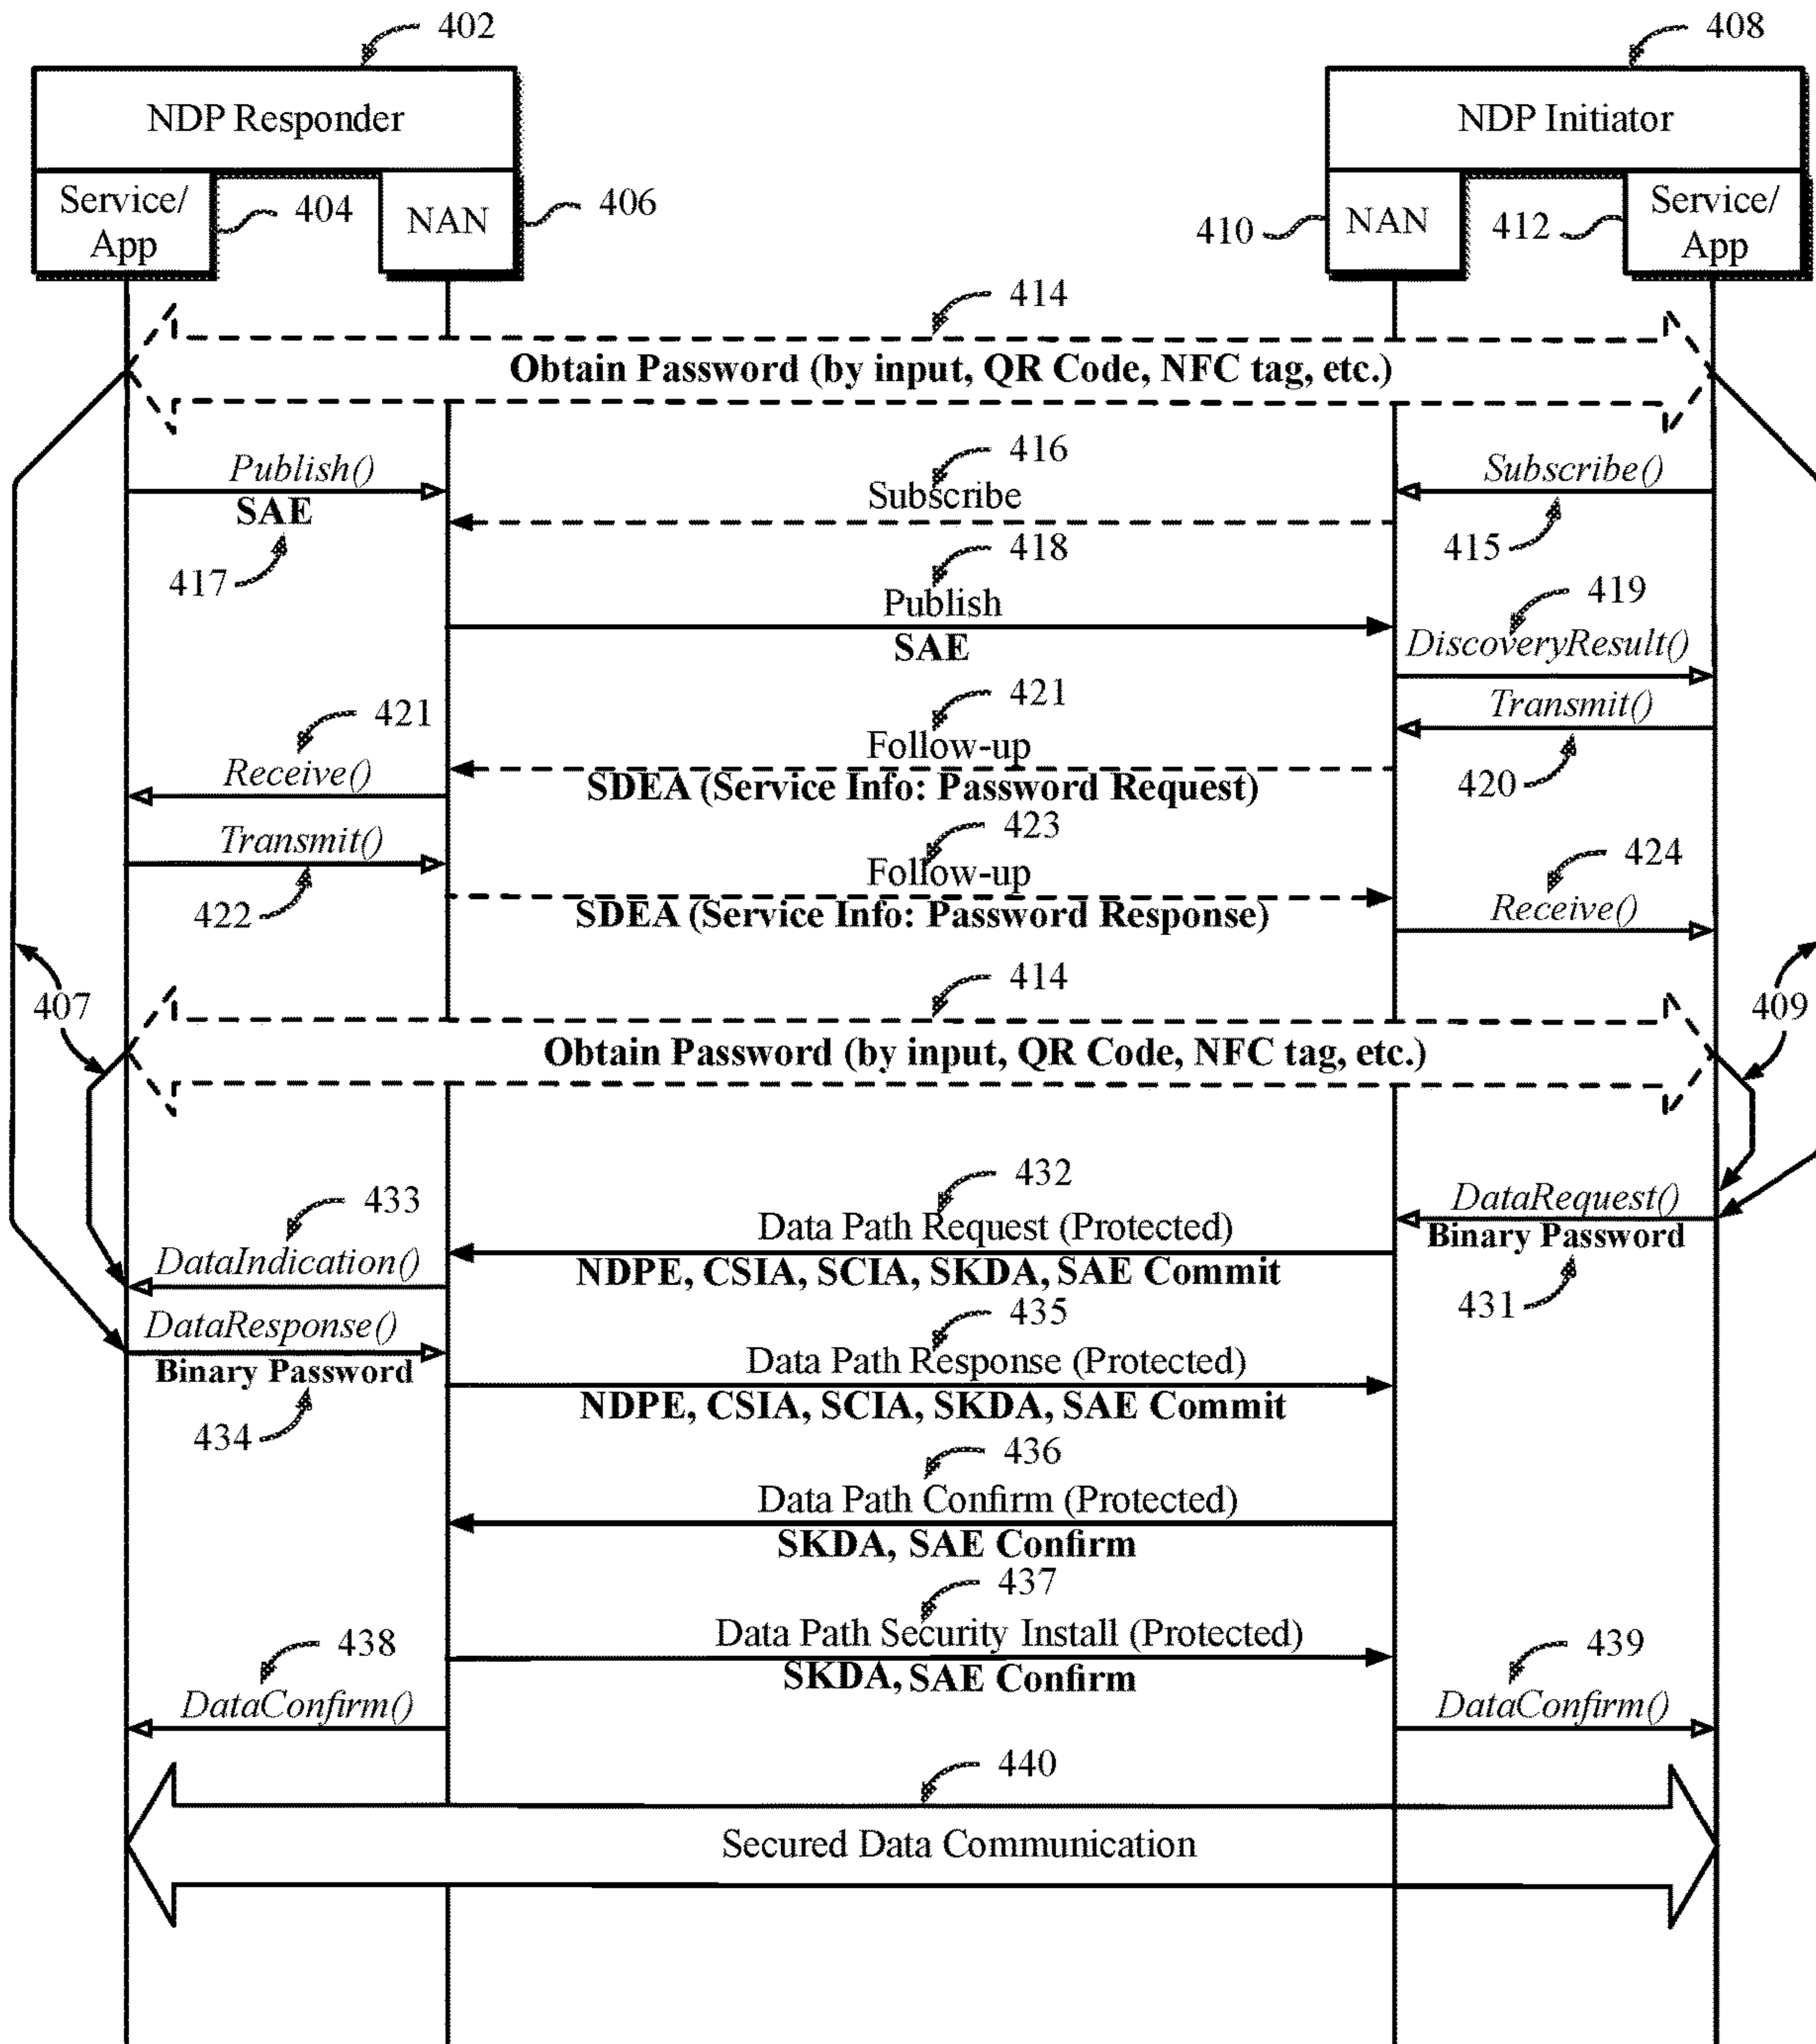 402
408
NDP Responder
NDP Initiator
Service/
App
404
NAN
406
410
NAN
412
Service/
App
414
Obtain Password (by input, QR Code, NFC tag, etc.)
Publish()
SAE
417
416
Subscribe
Subscribe()
415
418
Publish
SAE
419
DiscoveryResult()
421
Receive()
421
Follow-up
SDEA (Service Info: Password Request)
Transmit()
420
Transmit()
422
423
Follow-up
SDEA (Service Info: Password Response)
424
Receive()
407
414
409
Obtain Password (by input, QR Code, NFC tag, etc.)
432
Data Path Request (Protected)
NDPE, CSIA, SCIA, SKDA, SAE Commit
DataRequest()
Binary Password
431
433
DataIndication()
DataResponse()
Binary Password
434
435
Data Path Response (Protected)
NDPE, CSIA, SCIA, SKDA, SAE Commit
436
Data Path Confirm (Protected)
SKDA, SAE Confirm
437
Data Path Security Install (Protected)
SKDA, SAE Confirm
438
DataConfirm()
439
DataConfirm()
440
Secured Data Communication